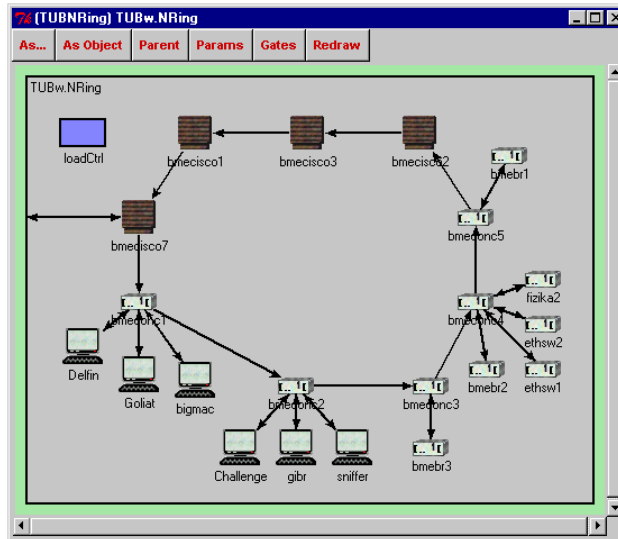 (TUBNRing) TUBw.NRing
As... As Object Parent Params Gates Redraw
TUBw.NRing
loadCtrl
bmecisco1
bmecisco3
bmecisco2
bmebr1
bmecisco7
bmeconc5
bmeconc1
bmeconc4
fizika2
ethsw2
Delfin
Goliat
bigmac
bmeconc2
bmeconc3
bmebr2
ethsw1
Challenge
gibr
sniffer
bmebr3